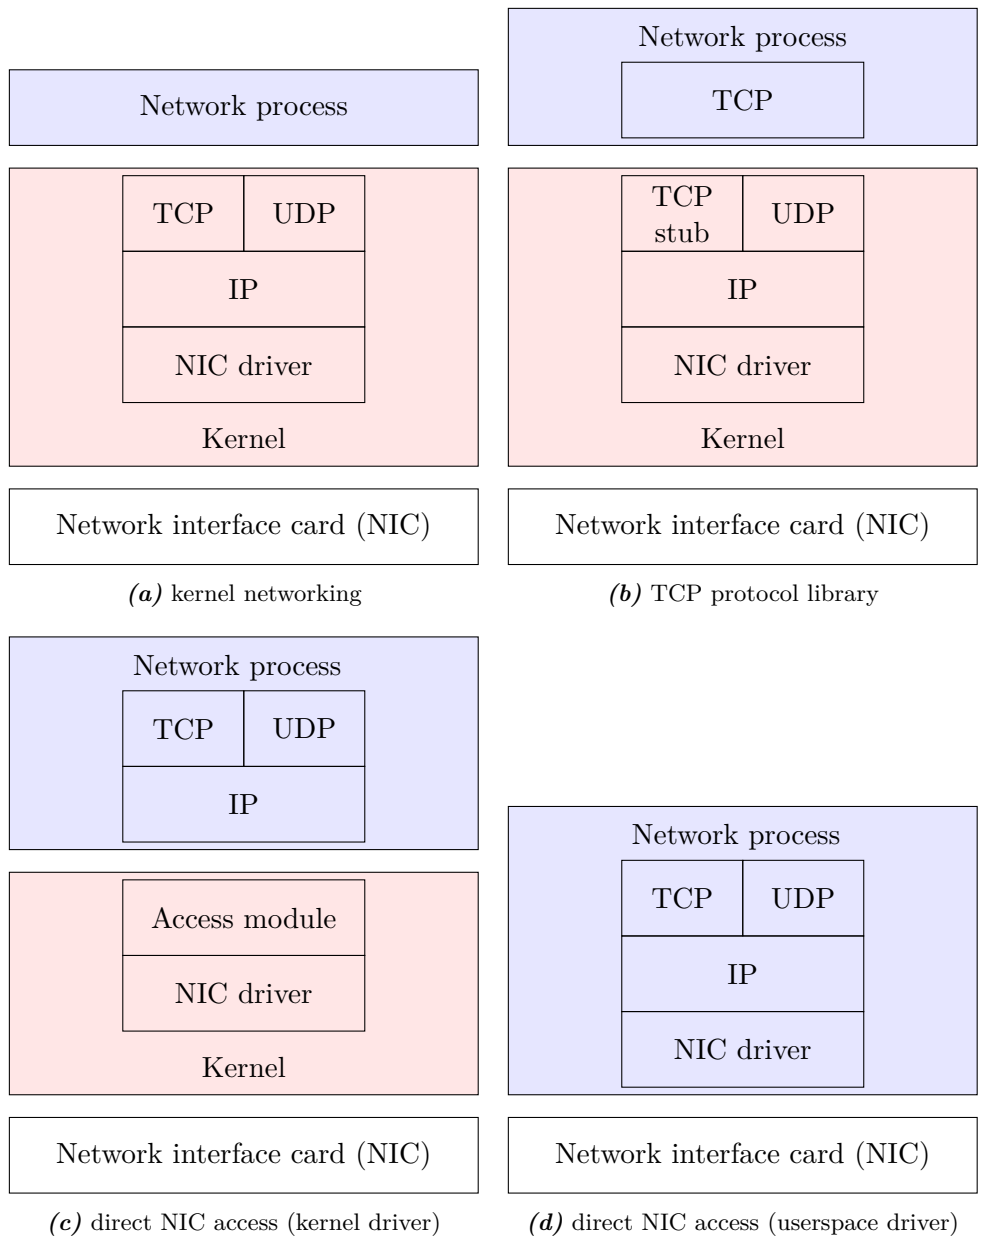 Network process
TCP UDP
IP
NIC driver
Kernel
Network interface card (NIC)
(a) kernel networking
Network process
TCP
TCP
stub
UDP
IP
NIC driver
Kernel
Network interface card (NIC)
(b) TCP protocol library
Network process
TCP UDP
IP
Access module
NIC driver
Kernel
Network interface card (NIC)
(c) direct NIC access (kernel driver)
Network process
TCP UDP
IP
NIC driver
Network interface card (NIC)
(d) direct NIC access (userspace driver)